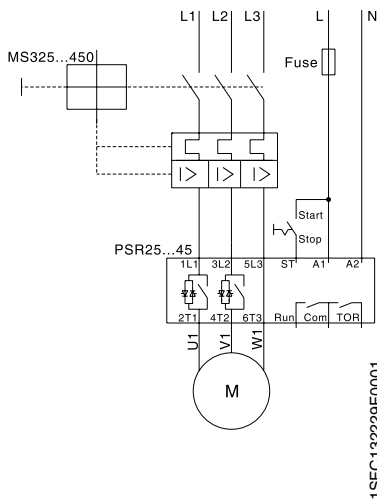 L1 L2 L3 L N
MS325...450
Fuse
I> I> I>
Start
Stop
PSR25...45
1L1 3L2 5L3 ST A1 A2
2T1 4T2 6T3 Run Com TOR
U1 V1 W1
M
1SFC132229F0001